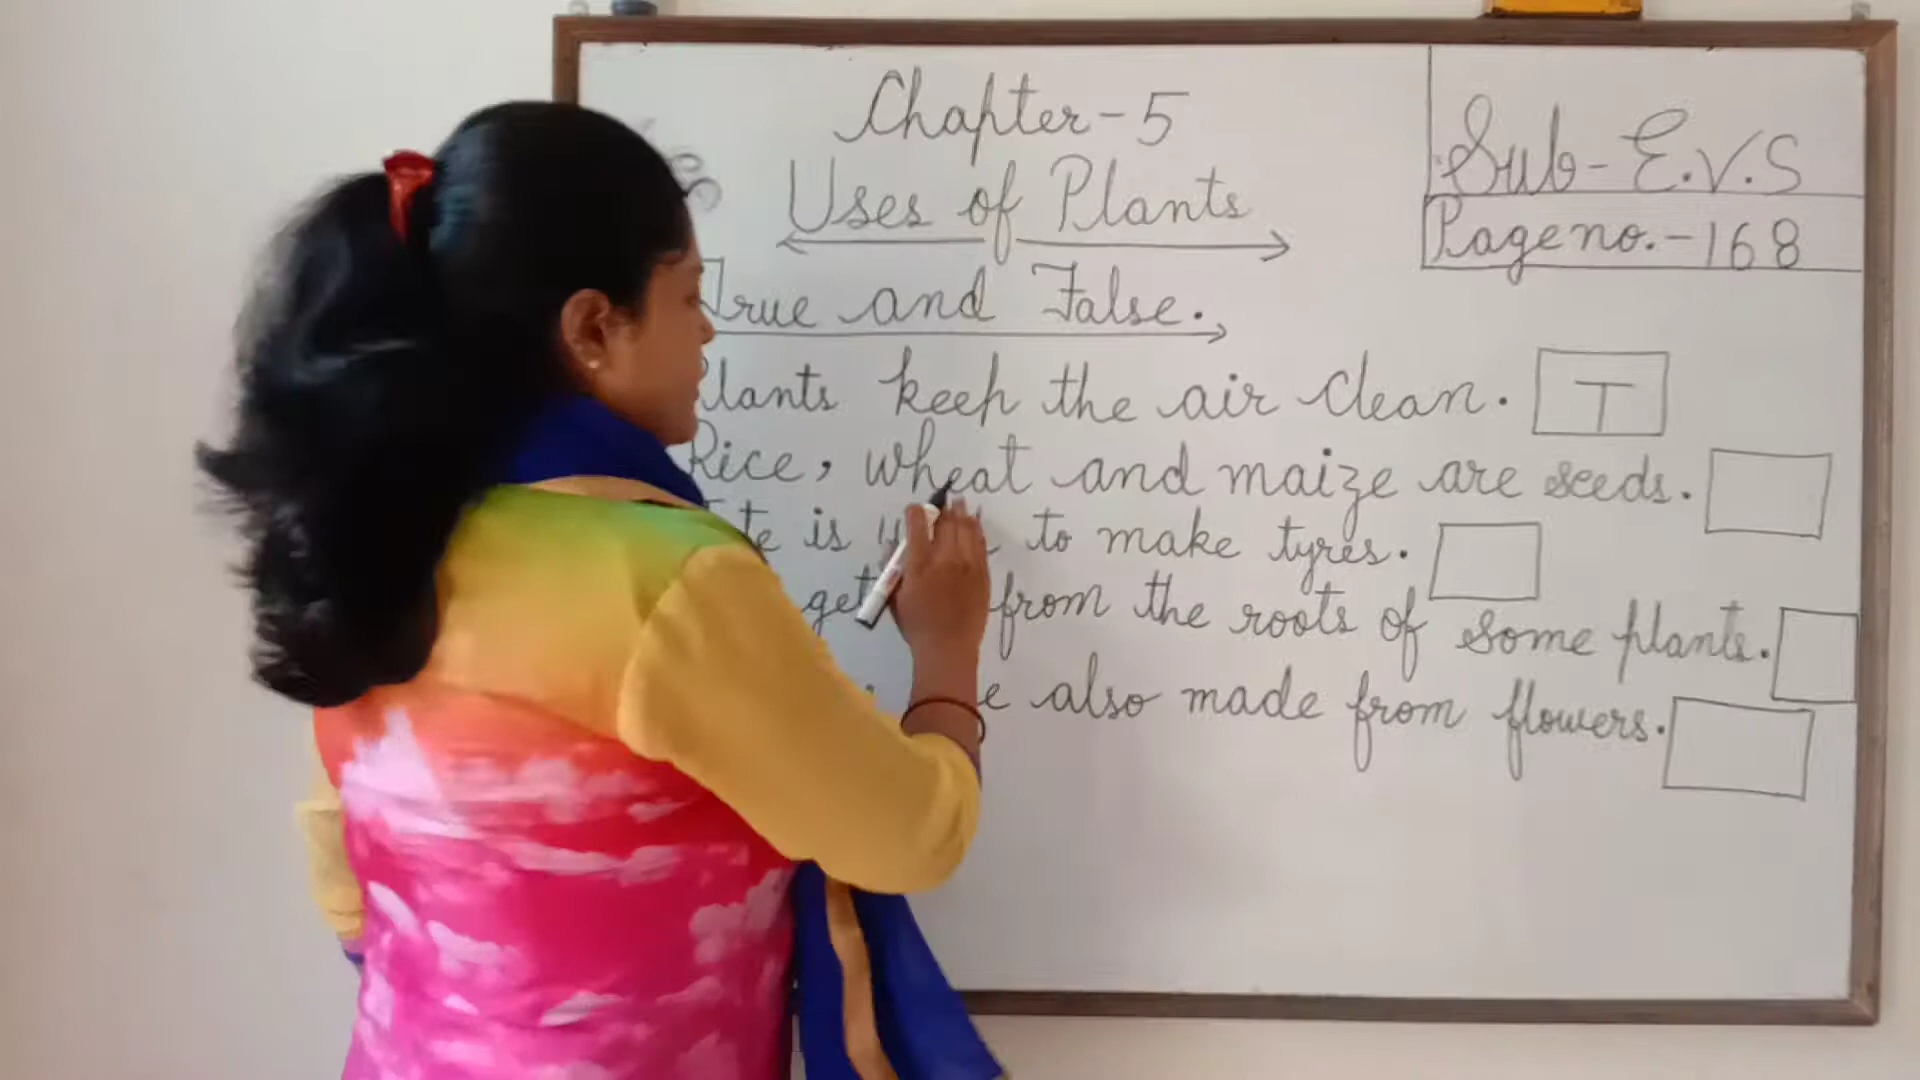 Chapter-5
Sub-E.V.S
Uses of Plants
Page no.-168
True and False.
Plants keep the air clean. T
Rice, wheat and maize are seeds.
is to make tyres.
get from the roots of some plants.
also made from flowers.